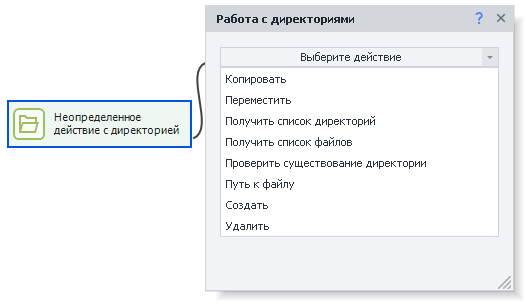 Работа с директориями
?
Выберите действие
Неопределенное
действие с директорией
Копировать
Переместить
Получить список директорий
Получить список файлов
Проверить существование директории
Путь к файлу
Создать
Удалить